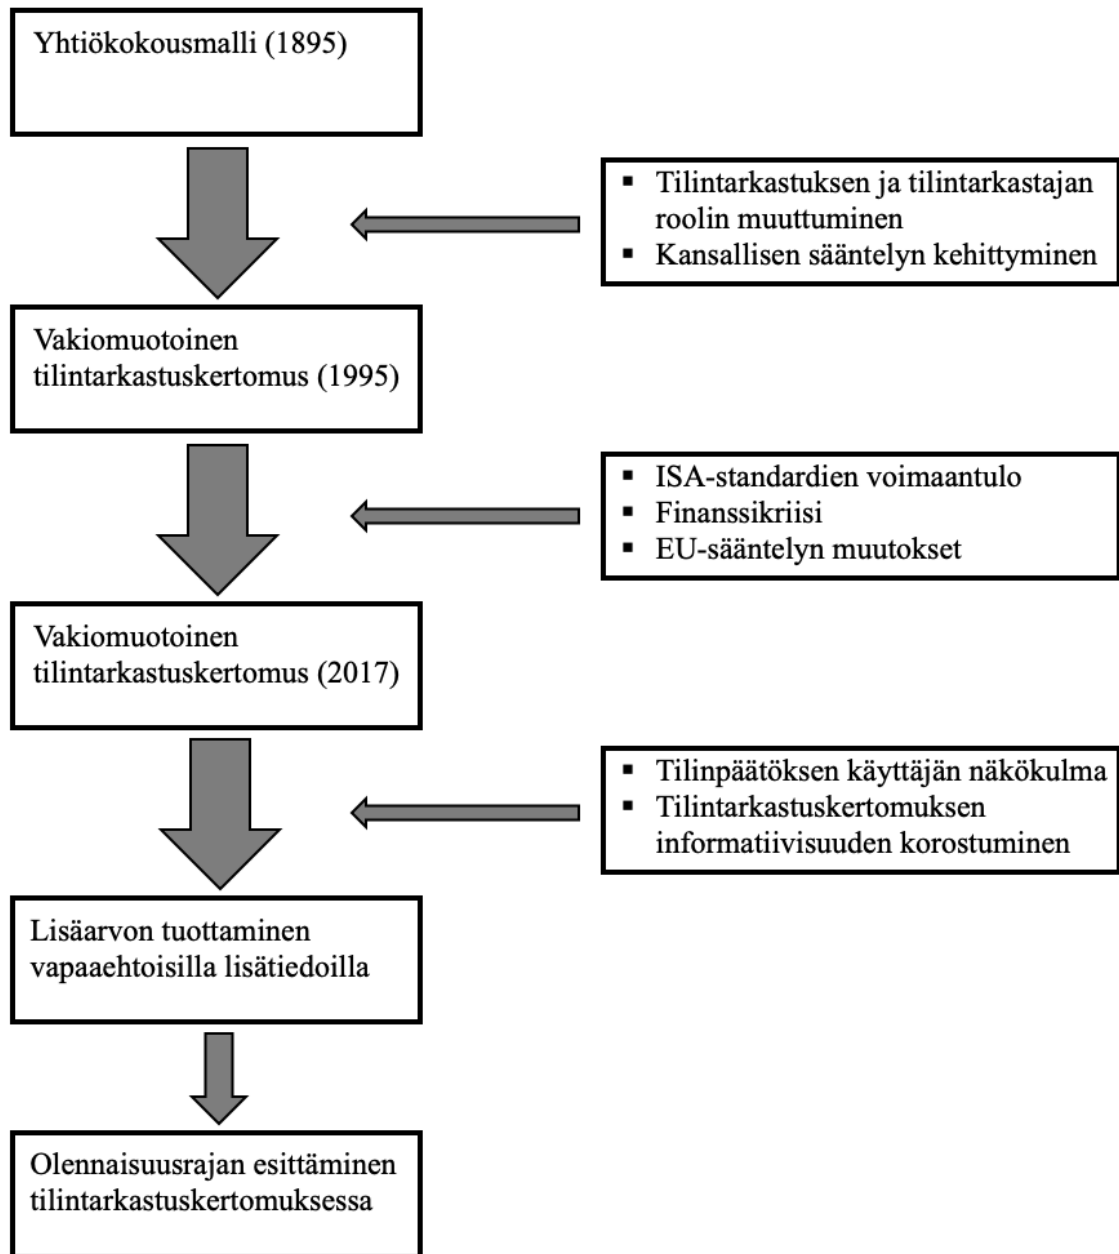 Yhtiökokousmalli (1895)
▪ Tilintarkastuksen ja tilintarkastajan
roolin muuttuminen
▪ Kansallisen sääntelyn kehittyminen
Vakiomuotoinen
tilintarkastuskertomus (1995)
▪ ISA-standardien voimaantulo
▪ Finanssikriisi
▪ EU-sääntelyn muutokset
Vakiomuotoinen
tilintarkastuskertomus (2017)
▪ Tilinpäätöksen käyttäjän näkökulma
▪ Tilintarkastuskertomuksen
informatiivisuuden korostuminen
Lisäarvon tuottaminen
vapaaehtoisilla lisätiedoilla
Olennaisuusrajan esittäminen
tilintarkastuskertomuksessa